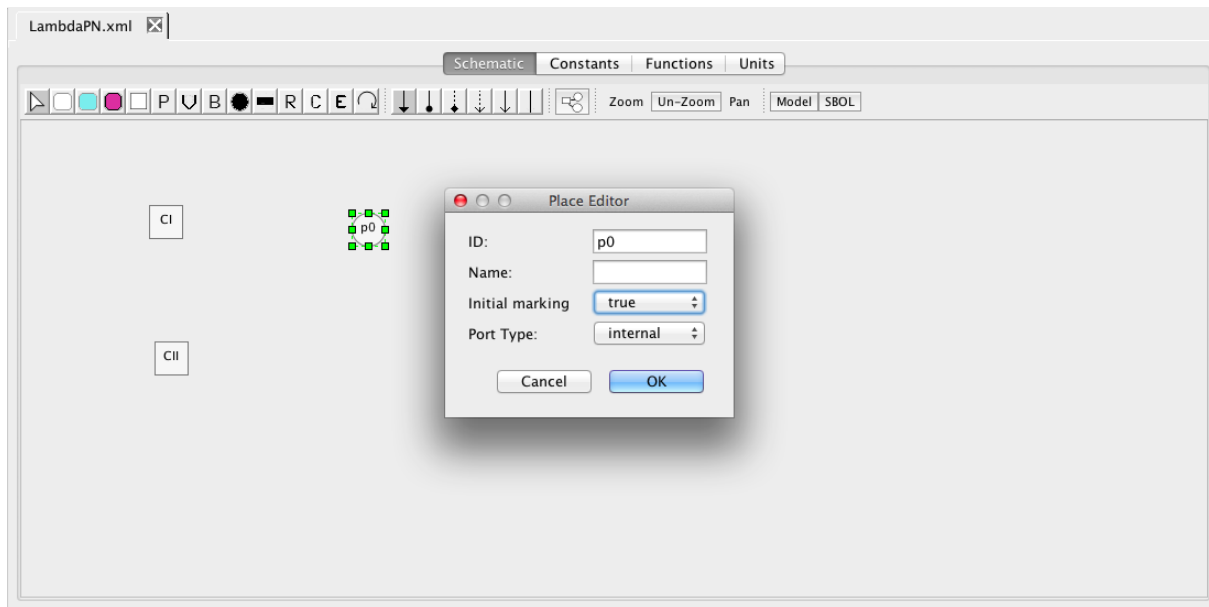 LambdaPN.xml
Schematic Constants Functions Units
P V B R C E Zoom Un-Zoom Pan Model SBOL
Place Editor
CI
p0
ID: p0
Name:
Initial marking true
Port Type: internal
CII
Cancel OK